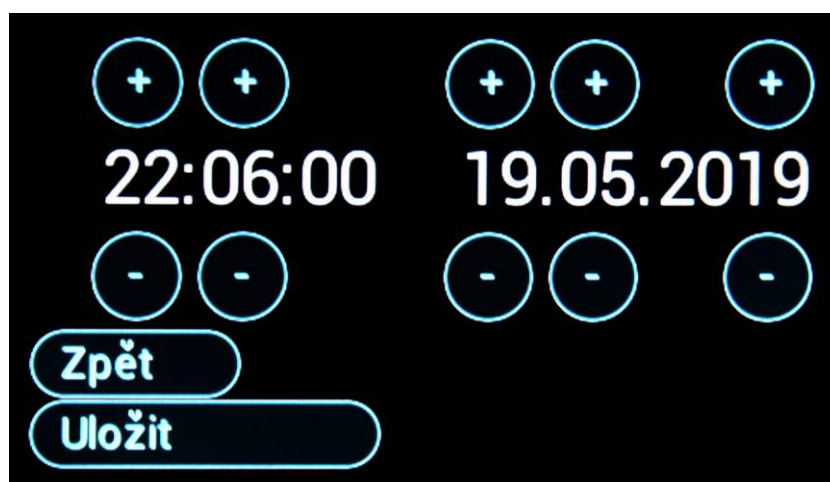 + + + + +
22:06:00 19.05.2019
- - - - -
Zpět
Uložit